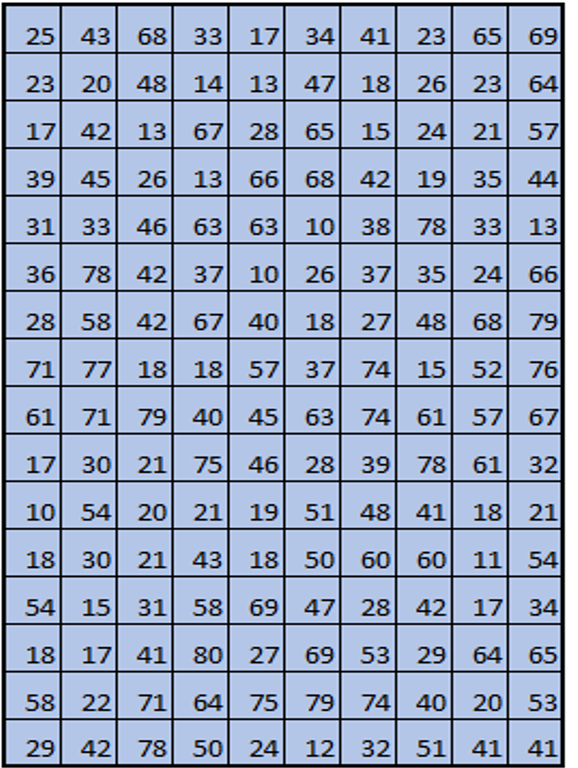 25 43 68 33 17 34 41 23 65 69
23 20 48 14 13 47 18 26 23 64
17 42 13 67 28 65 15 24 21 57
39 45 26 13 66 68 42 19 35 44
31 33 46 63 63 10 38 78 33 13
36 78 42 37 10 26 37 35 24 66
28 58 42 67 40 18 27 48 68 79
71 77 18 18 57 37 74 15 52 76
61 71 79 40 45 63 74 61 57 67
17 30 21 75 46 28 39 78 61 32
10 54 20 21 19 51 48 41 18 21
18 30 21 43 18 50 60 60 11 54
54 15 31 58 69 47 28 42 17 34
18 17 41 80 27 69 53 29 64 65
58 22 71 64 75 79 74 40 20 53
29 42 78 50 24 12 32 51 41 41